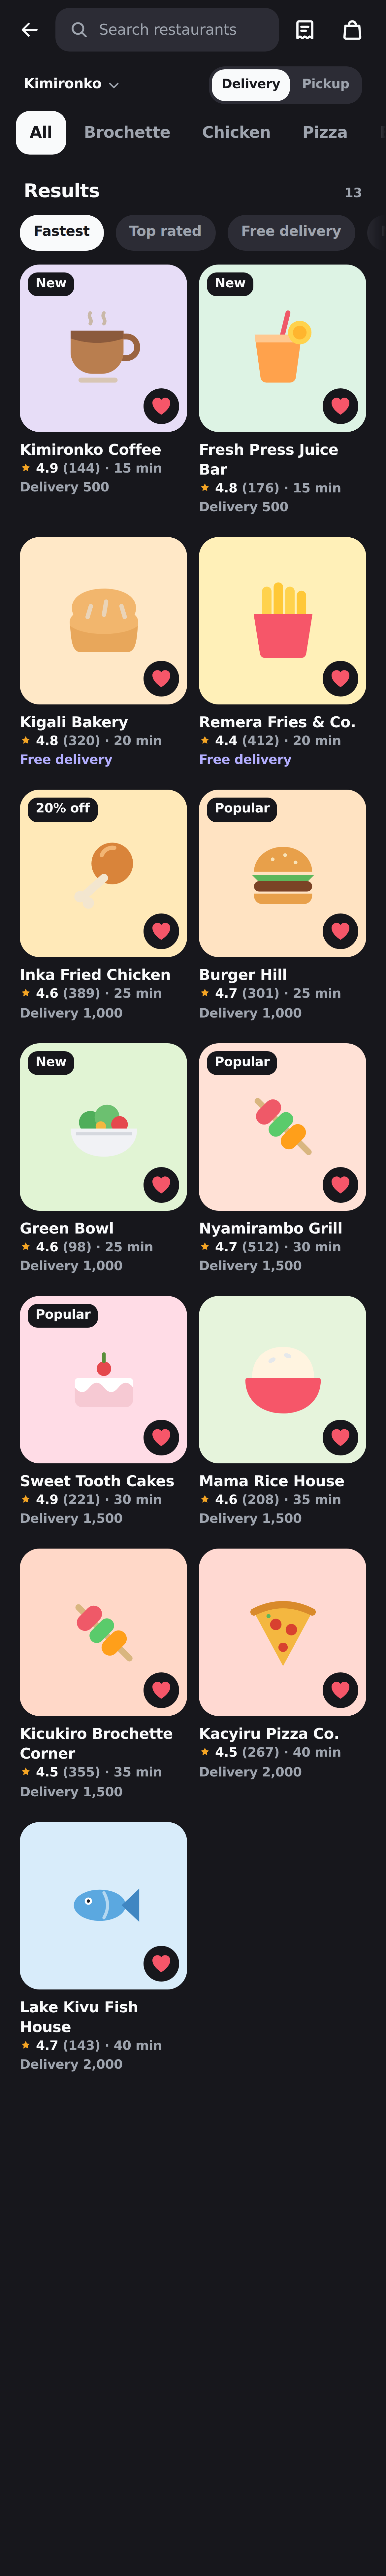 Search restaurants
Kimironko
Delivery Pickup
All Brochette Chicken Pizza
Results 13
Fastest Top rated Free delivery
New
Kimironko Coffee
4.9 (144) · 15 min
Delivery 500
New
Fresh Press Juice
Bar
4.8 (176) · 15 min
Delivery 500
Kigali Bakery
4.8 (320) · 20 min
Free delivery
Remera Fries & Co.
4.4 (412) · 20 min
Free delivery
20% off
Inka Fried Chicken
4.6 (389) · 25 min
Delivery 1,000
Popular
Burger Hill
4.7 (301) · 25 min
Delivery 1,000
New
Green Bowl
4.6 (98) · 25 min
Delivery 1,000
Popular
Nyamirambo Grill
4.7 (512) · 30 min
Delivery 1,500
Popular
Sweet Tooth Cakes
4.9 (221) · 30 min
Delivery 1,500
Mama Rice House
4.6 (208) · 35 min
Delivery 1,500
Kicukiro Brochette
Corner
4.5 (355) · 35 min
Delivery 1,500
Kacyiru Pizza Co.
4.5 (267) · 40 min
Delivery 2,000
Lake Kivu Fish
House
4.7 (143) · 40 min
Delivery 2,000